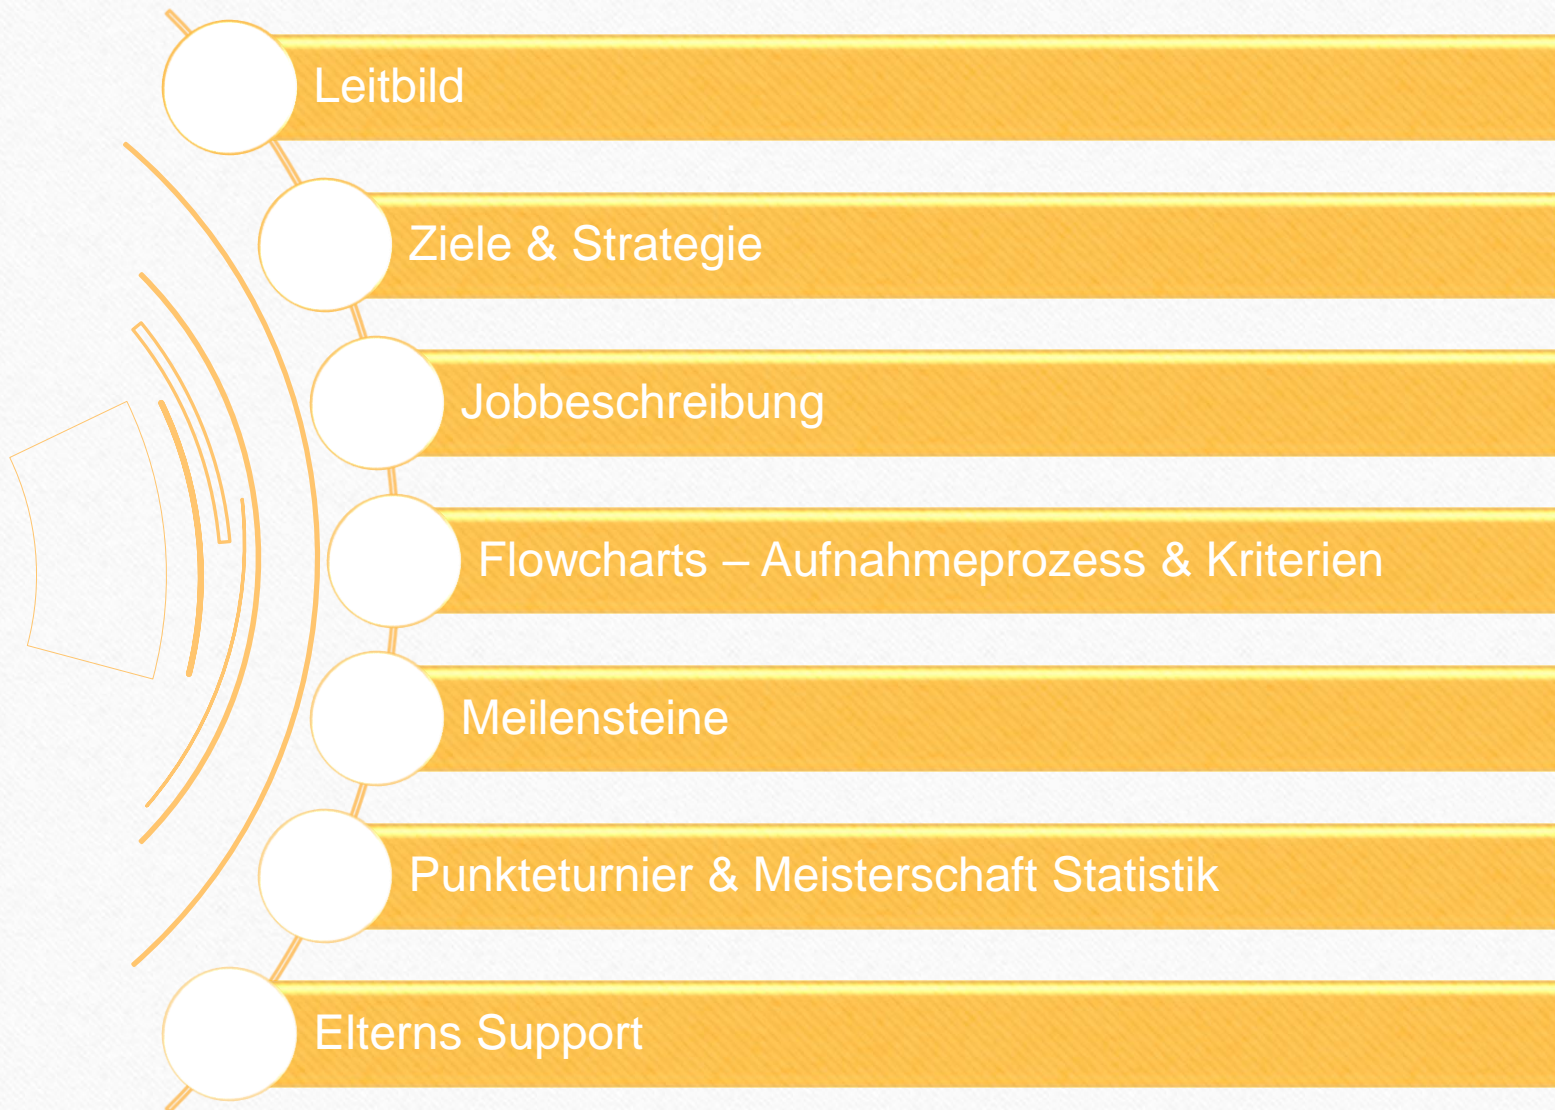 Leitbild
Ziele & Strategie
Jobbeschreibung
Flowcharts – Aufnahmeprozess & Kriterien
Meilensteine
Punkteturnier & Meisterschaft Statistik
Elterns Support